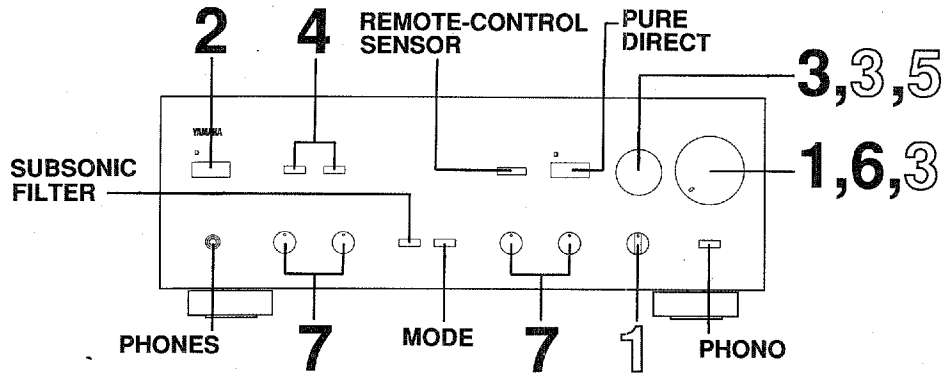 2
4
REMOTE-CONTROL
SENSOR
PURE
DIRECT
3,3,5
YAMAHA
SUBSONIC
FILTER
1,6,3
PHONES
7
MODE
7
1
PHONO